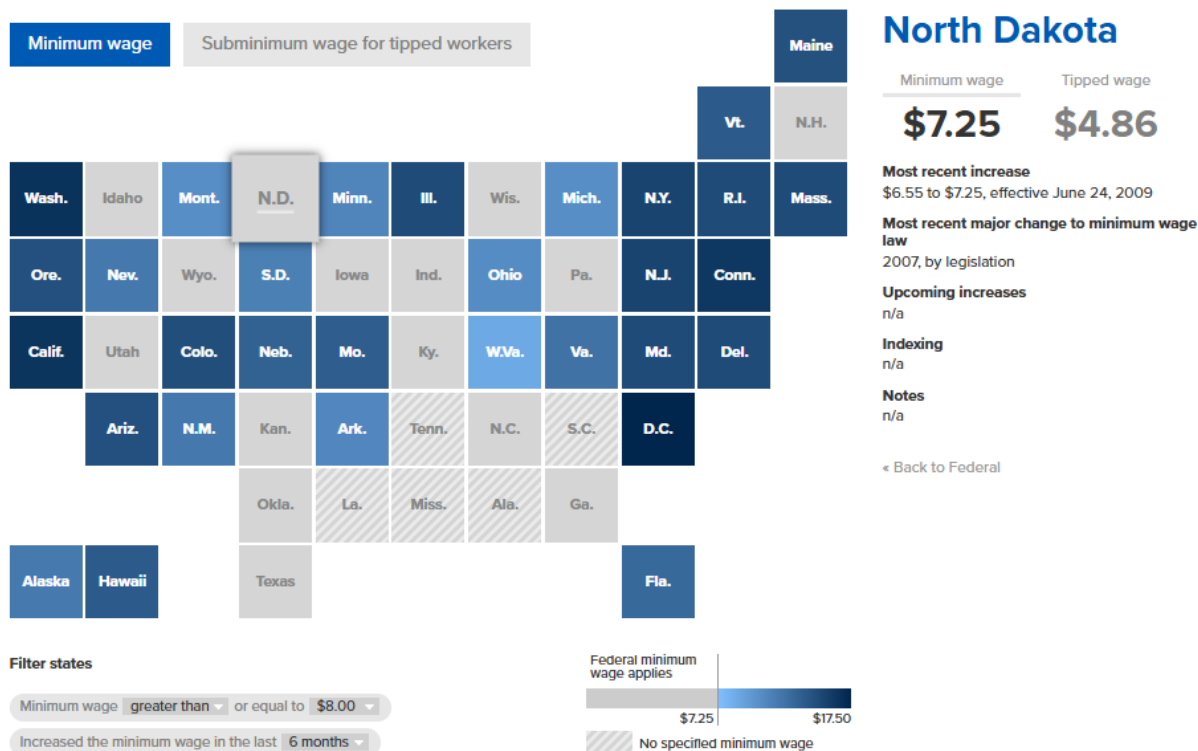 Minimum wage
Subminimum wage for tipped workers
Maine
Vt.
N.H.
Wash.
Idaho
Mont.
N.D.
Minn.
Ill.
Wis.
Mich.
N.Y.
R.I.
Mass.
Ore.
Nev.
Wyo.
S.D.
Iowa
Ind.
Ohio
Pa.
N.J.
Conn.
Calif.
Utah
Colo.
Neb.
Mo.
Ky.
W.Va.
Va.
Md.
Del.
Ariz.
N.M.
Kan.
Ark.
Tenn.
N.C.
S.C.
D.C.
Okla.
La.
Miss.
Ala.
Ga.
Alaska
Hawaii
Texas
Fla.
Filter states
Minimum wage greater than or equal to $8.00
Increased the minimum wage in the last 6 months
Federal minimum
wage applies
$7.25
$17.50
No specified minimum wage
North Dakota
Minimum wage
Tipped wage
$7.25
$4.86
Most recent increase
$6.55 to $7.25, effective June 24, 2009
Most recent major change to minimum wage
law
2007, by legislation
Upcoming increases
n/a
Indexing
n/a
Notes
n/a
« Back to Federal